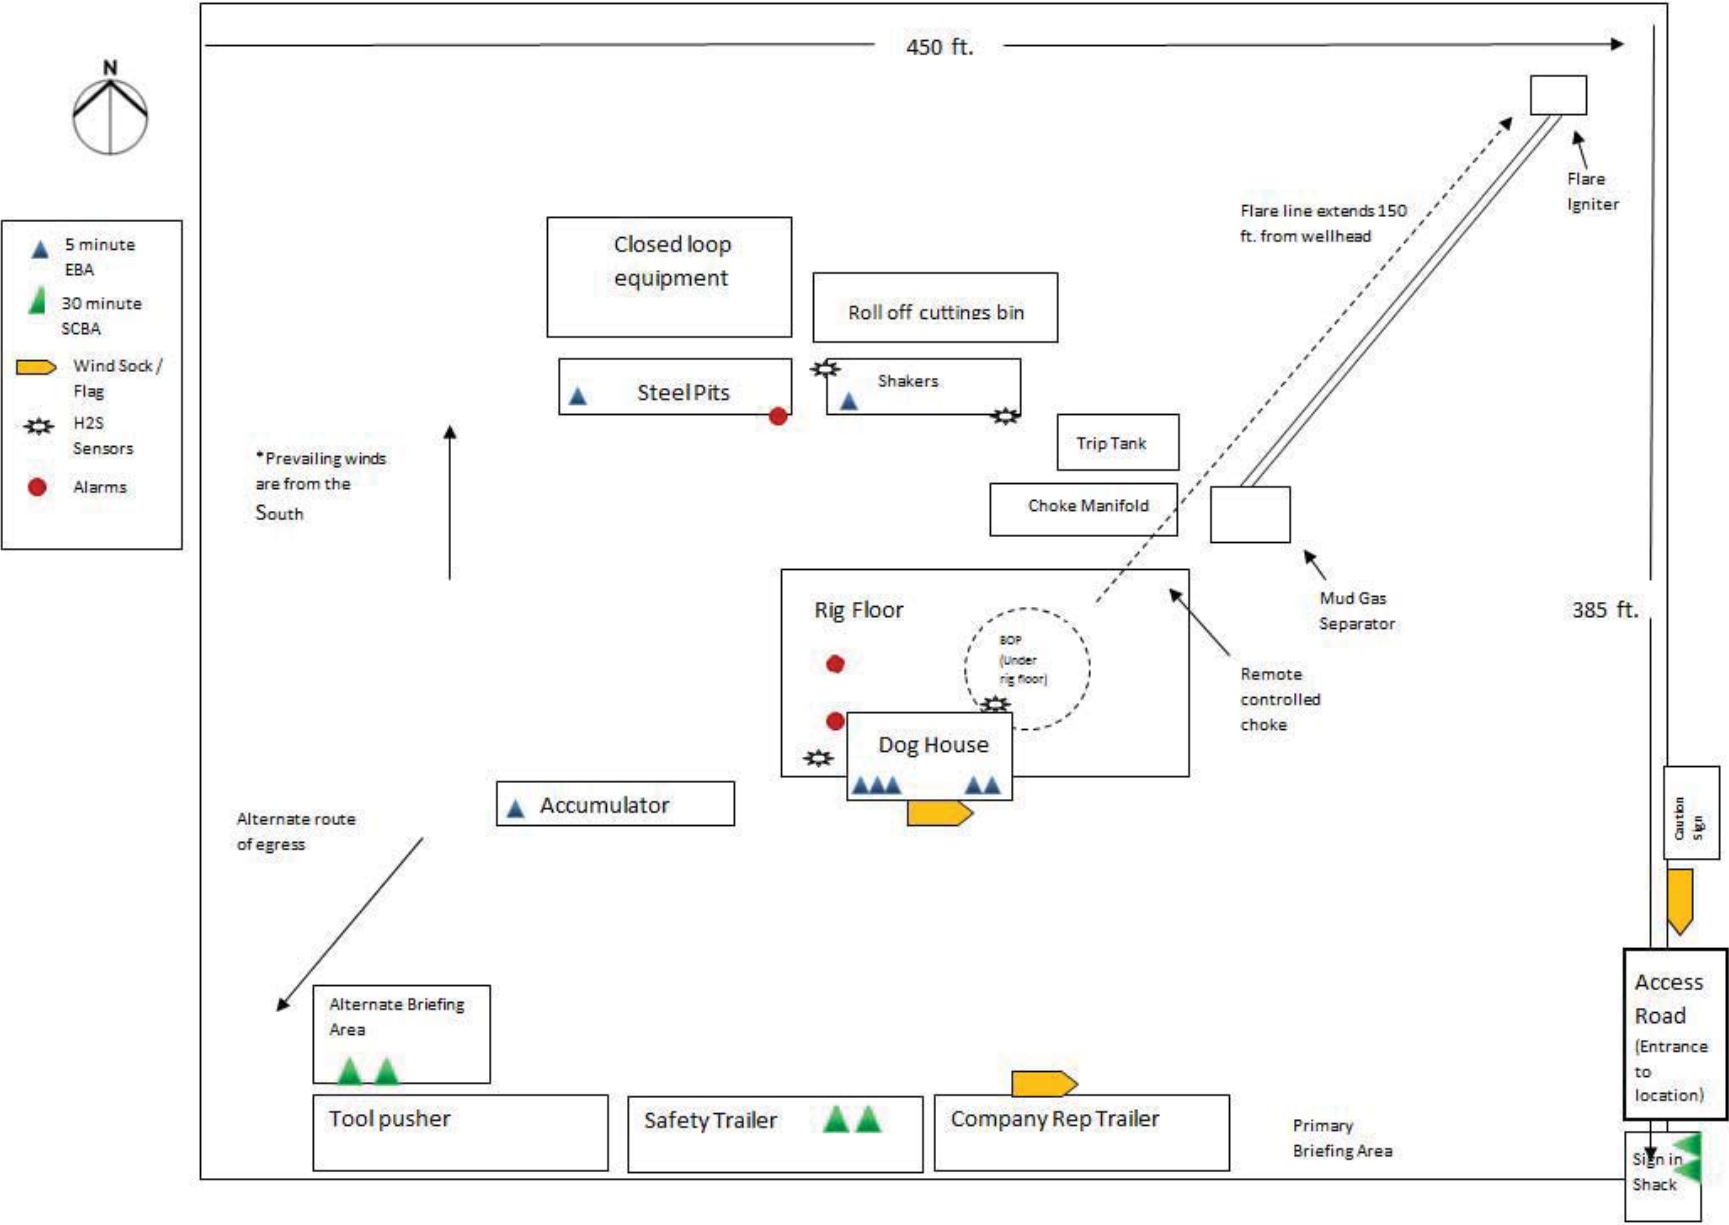 450 ft.
N
Flare
Igniter
Flare line extends 150
ft. from wellhead
5 minute
EBA
30 minute
SCBA
Wind Sock /
Flag
H2S
Sensors
Alarms
Closed loop
equipment
Roll off cuttings bin
Steel Pits
Shakers
Trip Tank
Choke Manifold
*Prevailing winds
are from the
South
Mud Gas
Separator
385 ft.
Rig Floor
BOP
(Under
rig floor)
Remote
controlled
choke
Dog House
Accumulator
Alternate route
of egress
Caution
sign
Access
Road
(Entrance
to
location)
Alternate Briefing
Area
Tool pusher
Safety Trailer
Company Rep Trailer
Primary
Briefing Area
Sign in
Shack